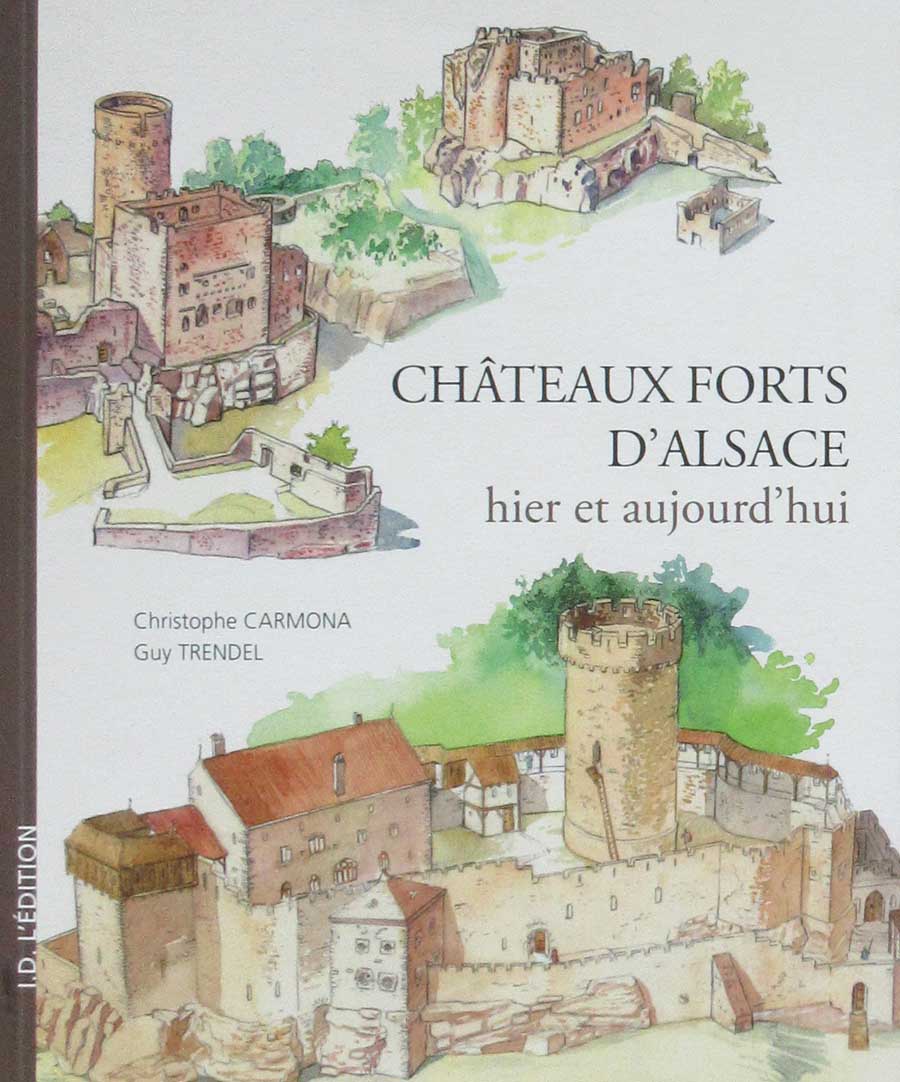 CHÂTEAUX FORTS
D'ALSACE
hier et aujourd'hui
Christophe CARMONA
Guy TRENDEL
I.D. L'ÉDITION